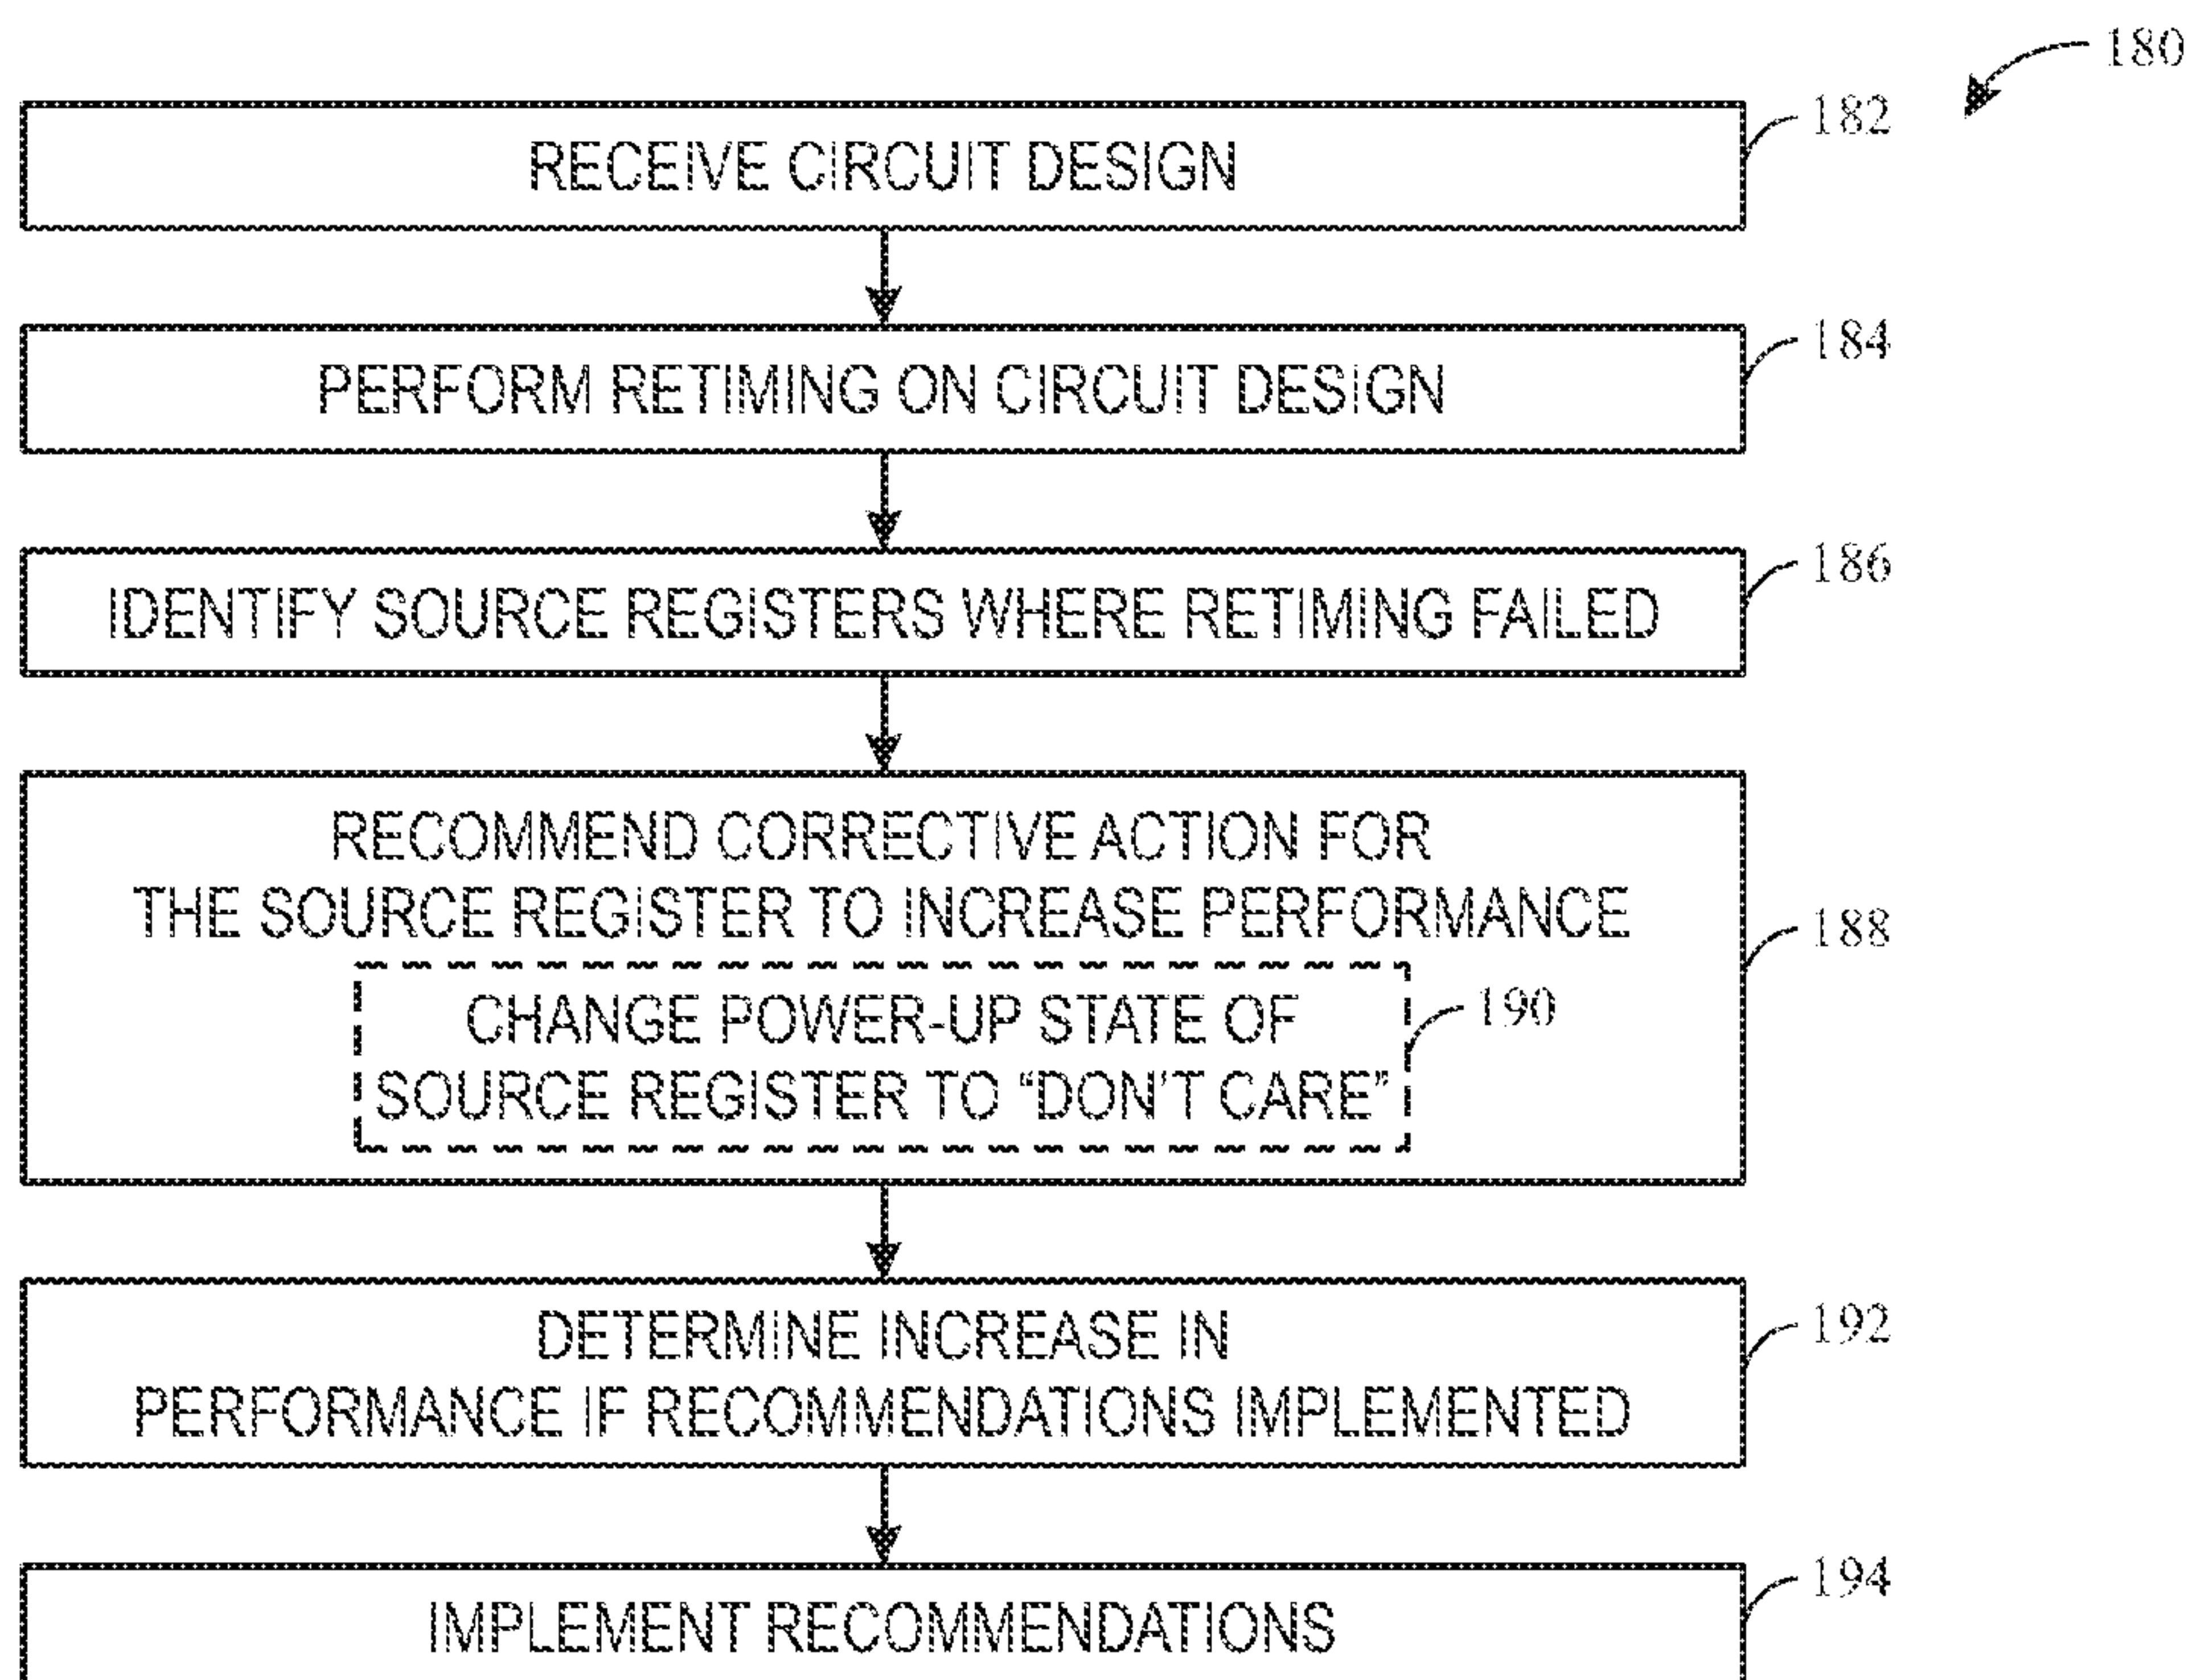 180
RECEIVE CIRCUIT DESIGN
182
PERFORM RETIMING ON CIRCUIT DESIGN
184
IDENTIFY SOURCE REGISTERS WHERE RETIMING FAILED
186
RECOMMEND CORRECTIVE ACTION FOR
THE SOURCE REGISTER TO INCREASE PERFORMANCE
188
CHANGE POWER-UP STATE OF
SOURCE REGISTER TO “DON’T CARE”
190
DETERMINE INCREASE IN
PERFORMANCE IF RECOMMENDATIONS IMPLEMENTED
192
IMPLEMENT RECOMMENDATIONS
194